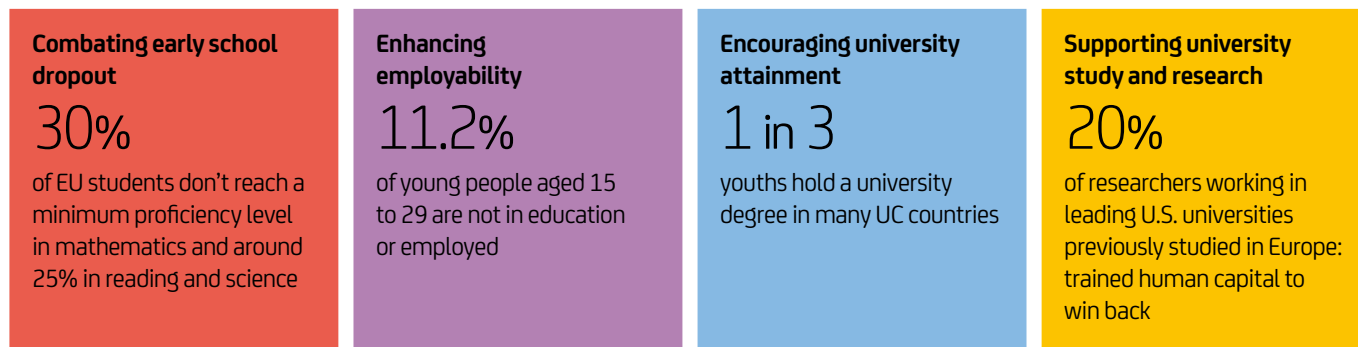 Combating early school
dropout
30%
of EU students don't reach a
minimum proficiency level
in mathematics and around
25% in reading and science
Enhancing
employability
11.2%
of young people aged 15
to 29 are not in education
or employed
Encouraging university
attainment
1 in 3
youths hold a university
degree in many UC countries
Supporting university
study and research
20%
of researchers working in
leading U.S. universities
previously studied in Europe:
trained human capital to
win back